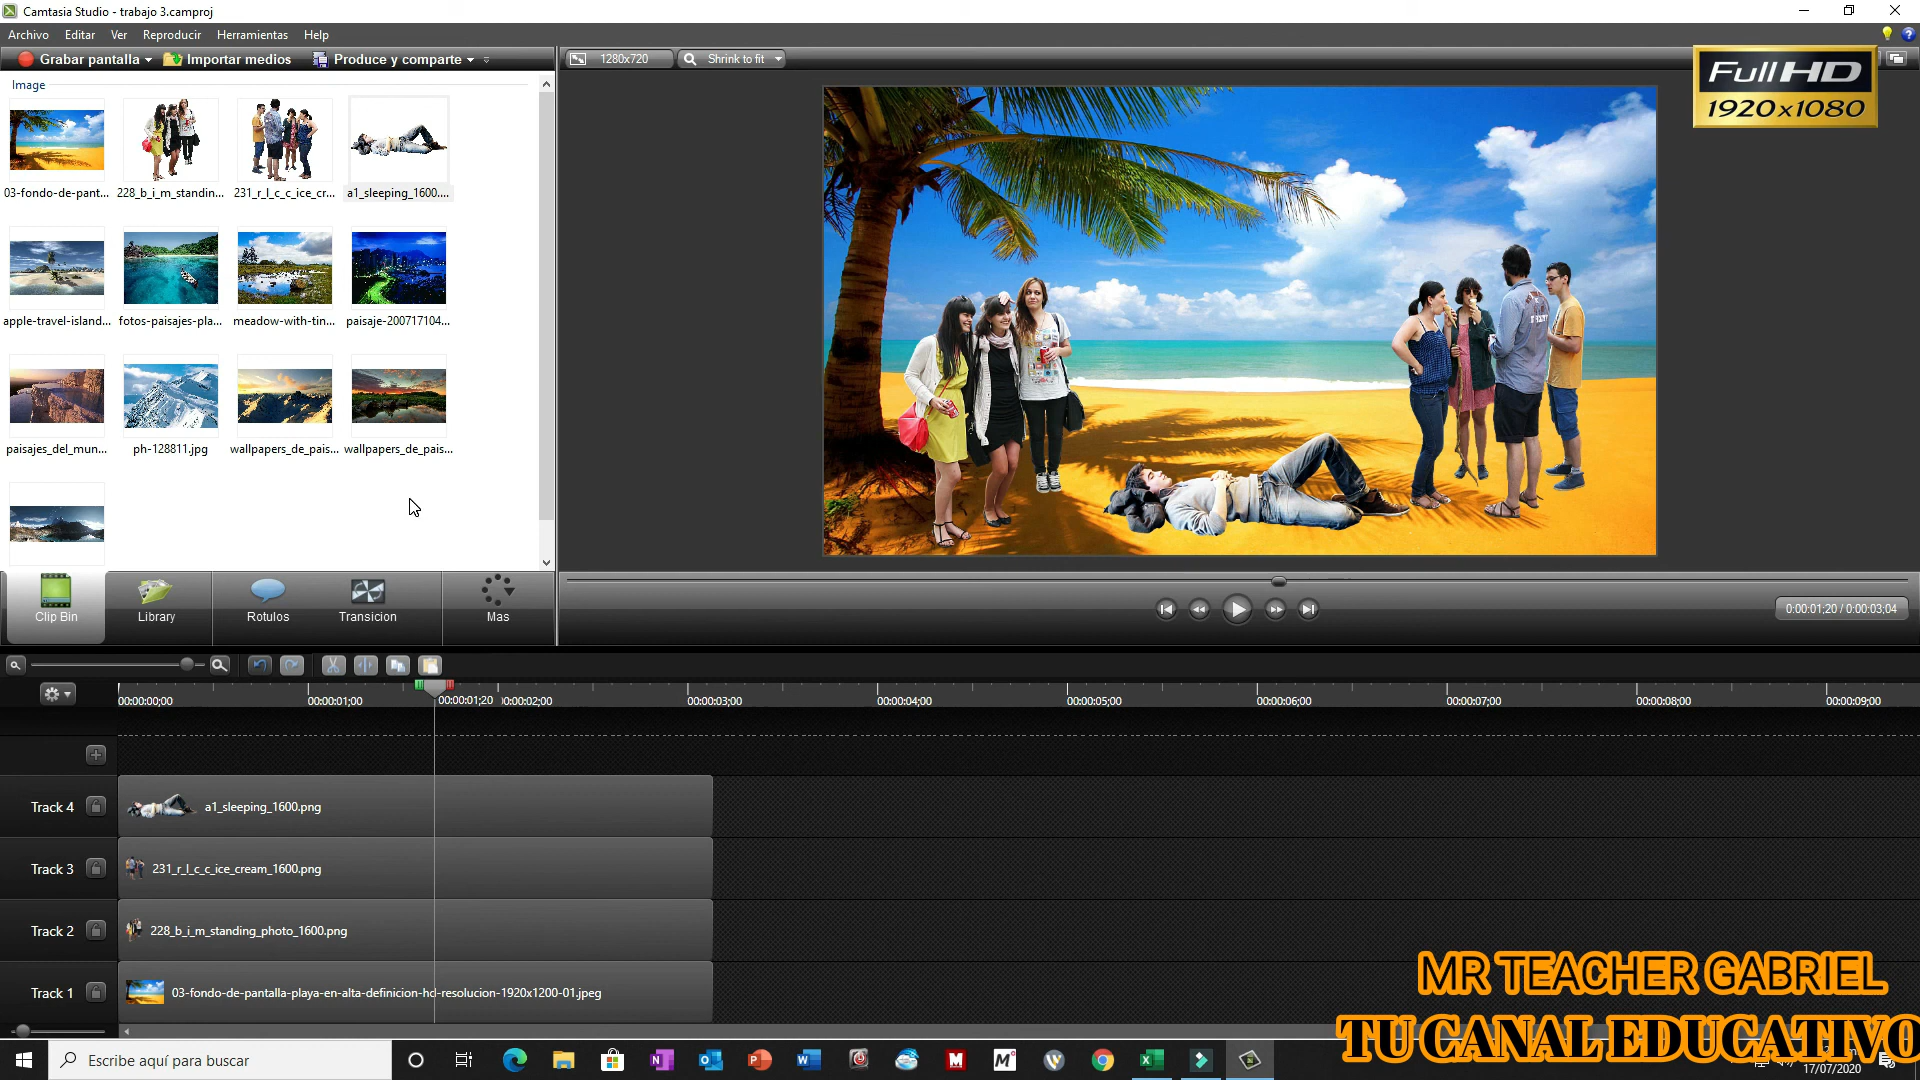 Camtasia Studio - trabajo 3.camproj
Archivo Editar Ver Reproducir Herramientas Help
Grabar pantalla Importar medios Produce y comparte
1280x720 Shrink to fit
Full HD
1920x1080
Image
03-fondo-de-pant... 228_b_i_m_standin... 231_r_l_c_c_ice_cr... a1_sleeping_1600....
apple-travel-island... fotos-paisajes-pla... meadow-with-tin... paisaje-200717104...
paisajes_del_mun... ph-128811.jpg wallpapers_de_pais... wallpapers_de_pais...
Clip Bin Library Rotulos Transicion Mas
0:00:01;20 / 0:00:03;04
00:00:00;00 00:00:01;00 00:00:01;20 00:00:02;00 00:00:03;00 00:00:04;00 00:00:05;00 00:00:06;00 00:00:07;00 00:00:08;00 00:00:09;00
Track 4 a1_sleeping_1600.png
Track 3 231_r_l_c_c_ice_cream_1600.png
Track 2 228_b_i_m_standing_photo_1600.png
Track 1 03-fondo-de-pantalla-playa-en-alta-definicion-hd-resolucion-1920x1200-01.jpeg
MR TEACHER GABRIEL
TU CANAL EDUCATIVO
Escribe aquí para buscar
17/07/2020